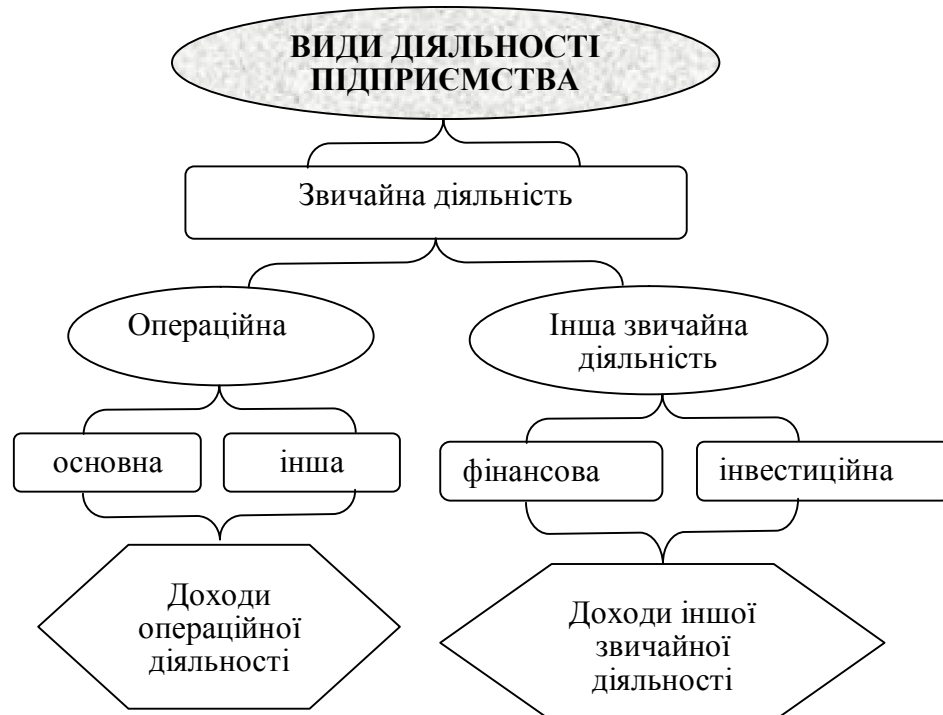 ВИДИ ДІЯЛЬНОСТІ
ПІДПРИЄМСТВА
Звичайна діяльність
Операційна
Інша звичайна
діяльність
основна
інша
фінансова
інвестиційна
Доходи
операційної
діяльності
Доходи іншої
звичайної
діяльності